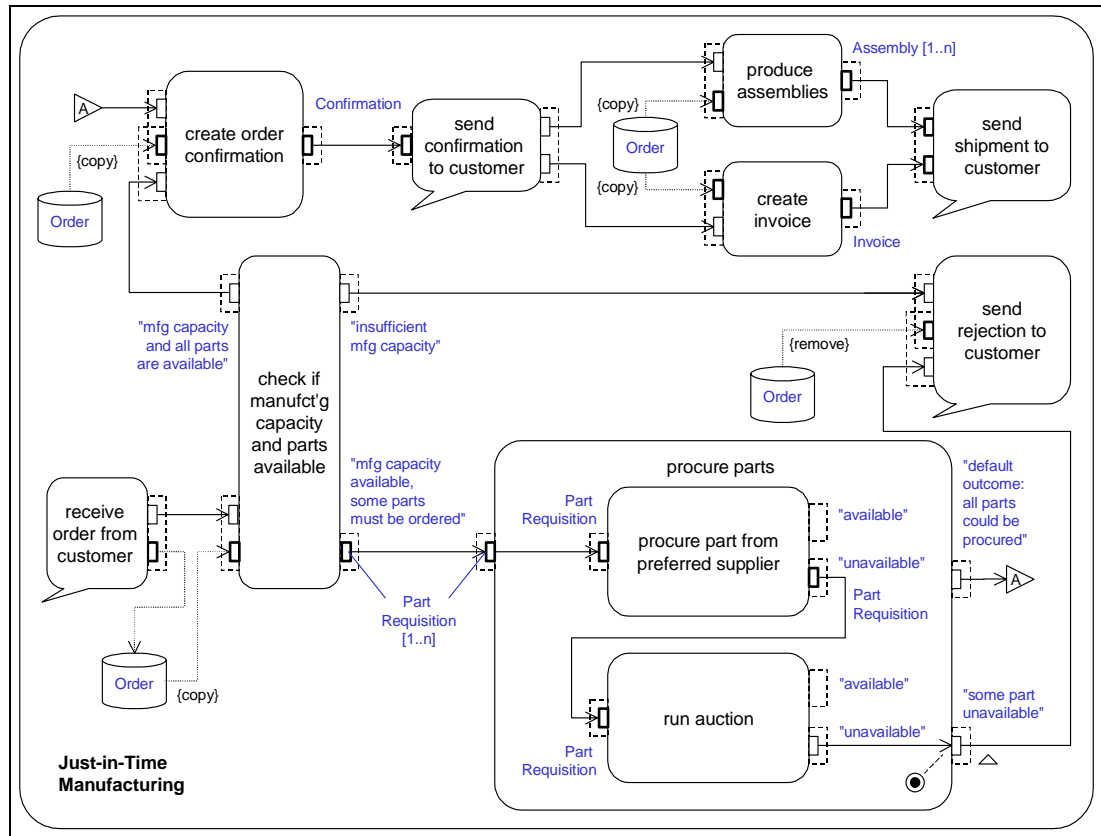 Assembly [1..n]
produce
assemblies
A
Confirmation
{copy}
send
confirmation
to customer
create order
confirmation
send
shipment to
customer
Order
{copy}
{copy}
create
invoice
Order
Invoice
"mfg capacity
and all parts
are available"
"insufficient
mfg capacity"
send
rejection to
customer
{remove}
Order
check if
manufct'g
capacity
and parts
available
"mfg capacity
available,
some parts
must be ordered"
procure parts
"default
outcome:
all parts
could be
procured"
receive
order from
customer
Part
Requisition
procure part from
preferred supplier
"available"
"unavailable"
Part
Requisition
A
Part
Requisition
[1..n]
Order
{copy}
run auction
"available"
"unavailable"
"some part
unavailable"
Part
Requisition
Just-in-Time
Manufacturing